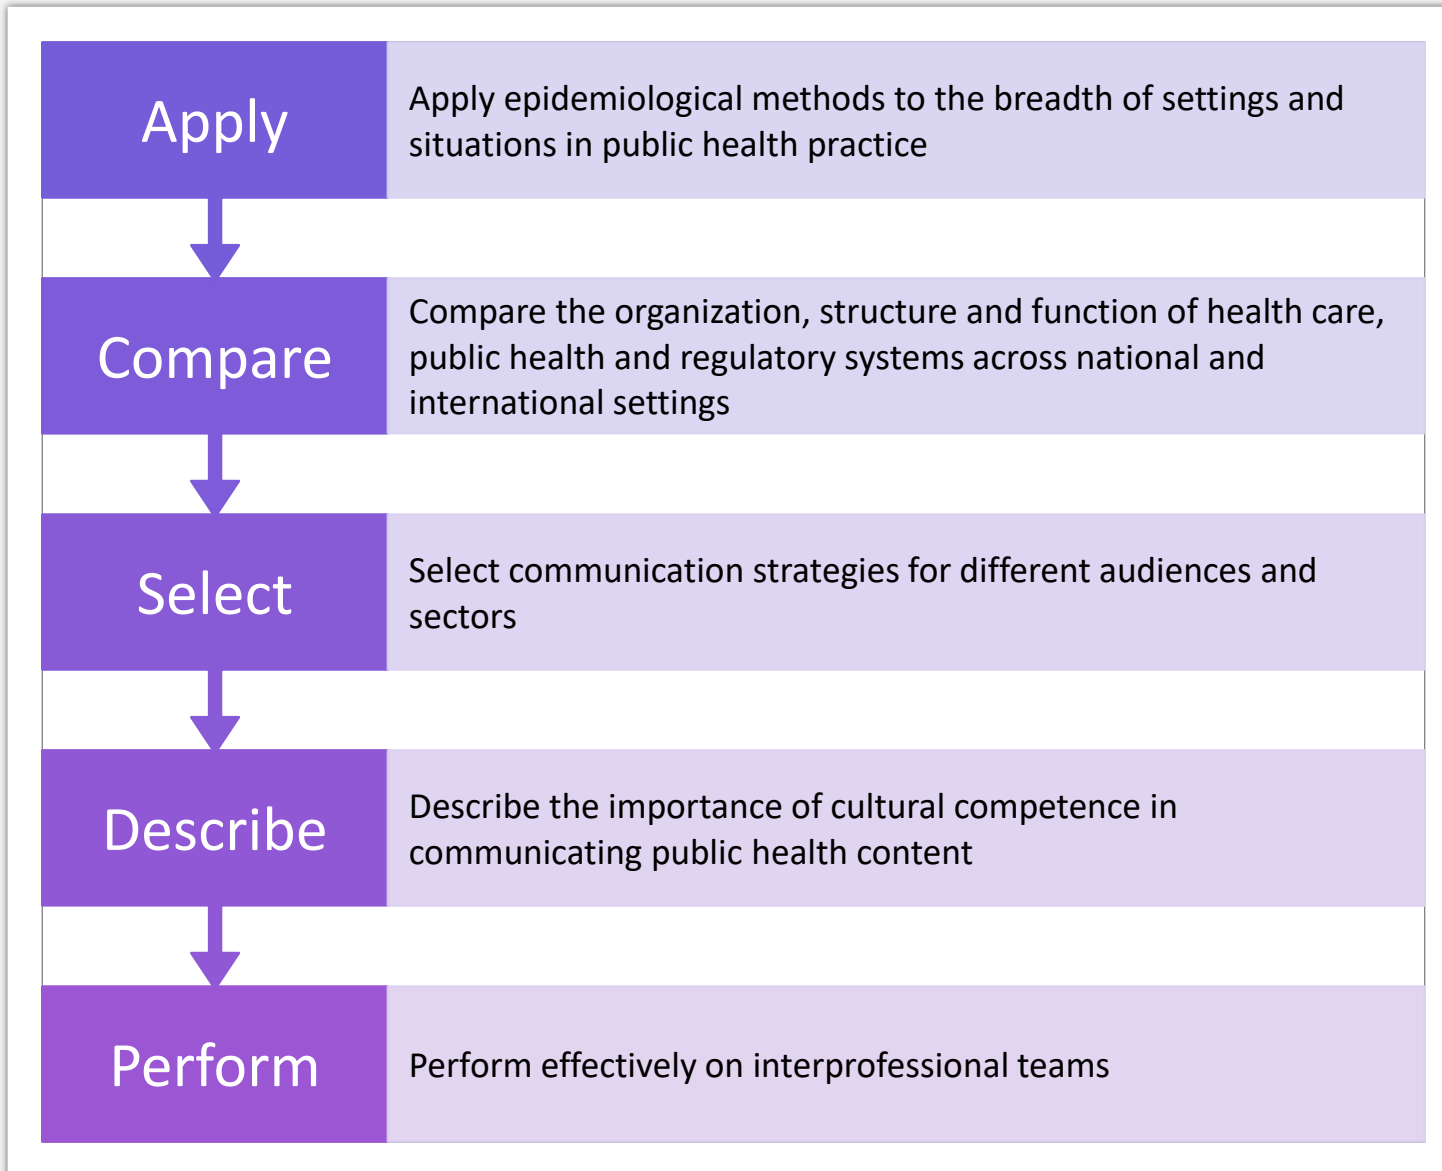 Apply
Apply epidemiological methods to the breadth of settings and
situations in public health practice
Compare
Compare the organization, structure and function of health care,
public health and regulatory systems across national and
international settings
Select
Select communication strategies for different audiences and
sectors
Describe
Describe the importance of cultural competence in
communicating public health content
Perform
Perform effectively on interprofessional teams